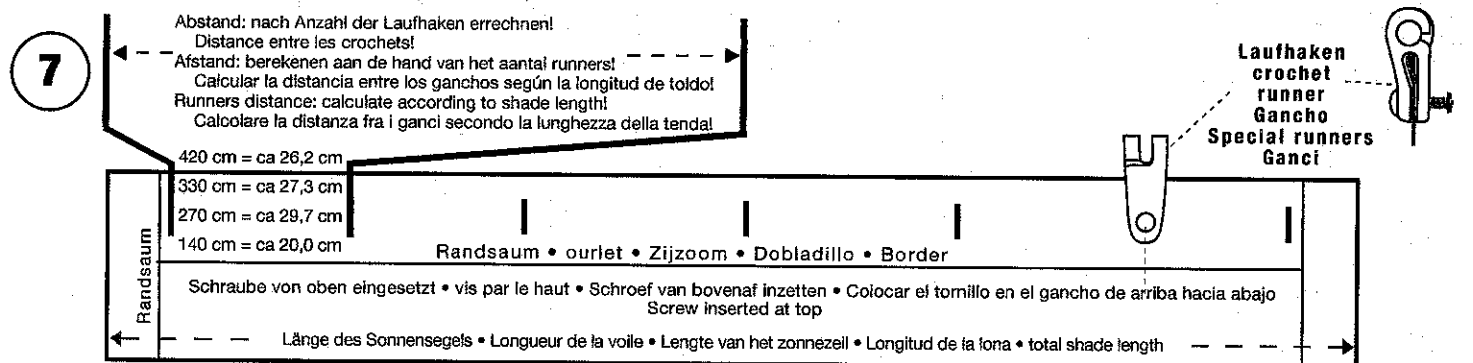 7
Abstand: nach Anzahl der Laufhaken errechnen!
Distance entre les crochets!
Afstand: berekenen aan de hand van het aantal runners!
Calcular la distancia entre los ganchos según la longitud de toldo!
Runners distance: calculate according to shade length!
Calcolare la distanza fra i ganci secondo la lunghezza della tenda!
Laufhaken
crochet
runner
Gancho
Special runners
Ganci
420 cm = ca 26,2 cm
330 cm = ca 27,3 cm
270 cm = ca 29,7 cm
140 cm = ca 20,0 cm
Randsaum
Randsaum • ourlet • Zijzoom • Dobladillo • Border
Schraube von oben eingesetzt • vis par le haut • Schroef van bovenaf inzetten • Colocar el tornillo en el gancho de arriba hacia abajo
Screw inserted at top
Länge des Sonnensegels • Longueur de la voile • Lengte van het zonnezeil • Longitud de la lona • total shade length